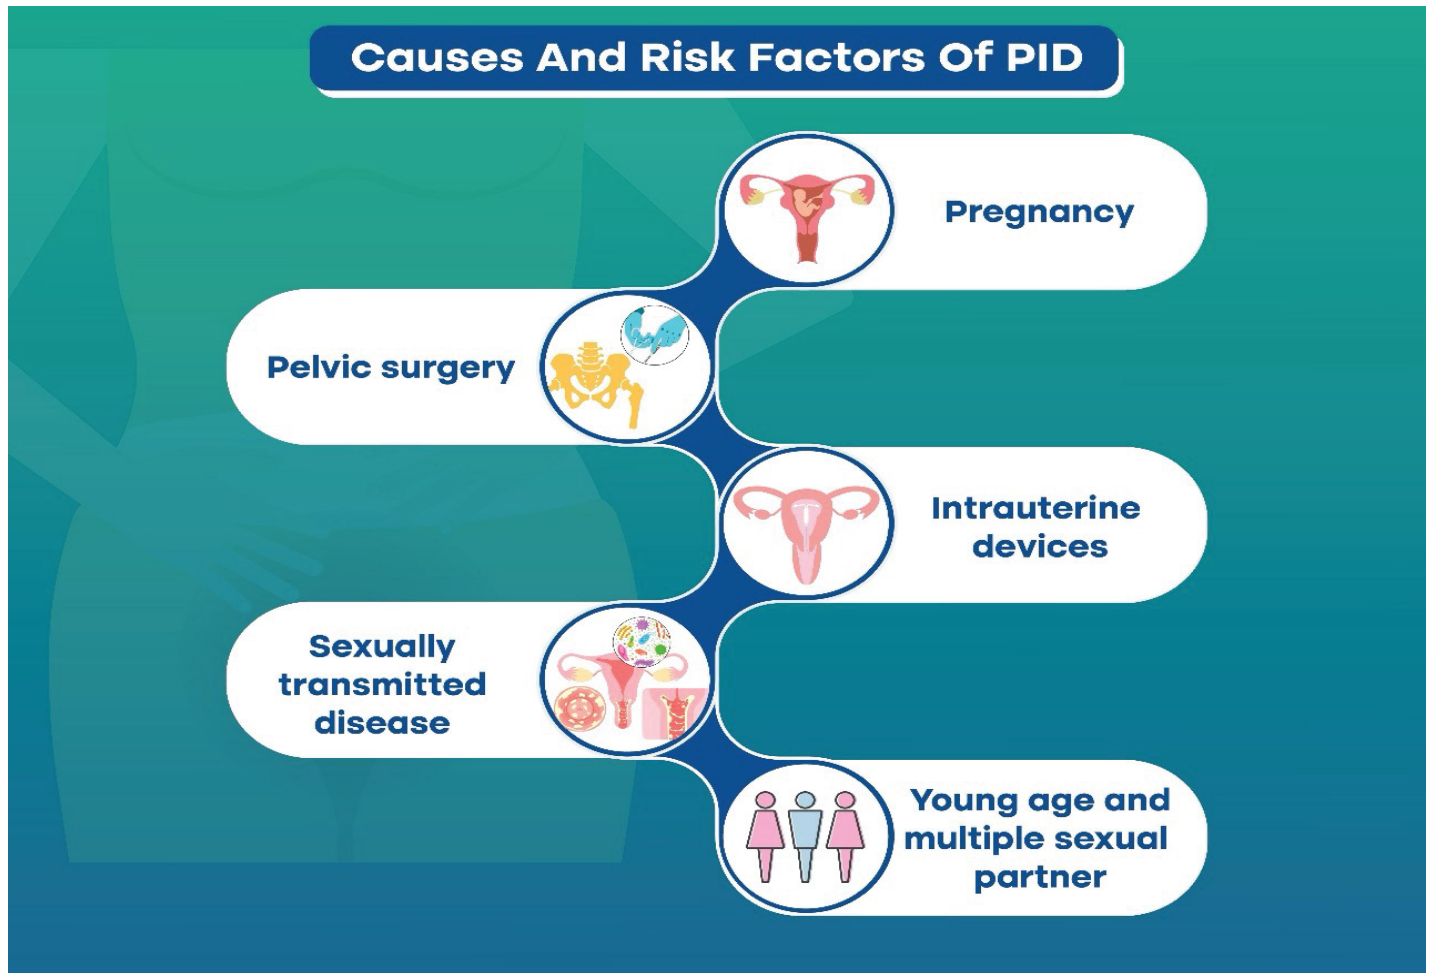 Causes And Risk Factors Of PID
Pregnancy
Pelvic surgery
Intrauterine
devices
Sexually
transmitted
disease
Young age and
multiple sexual
partner